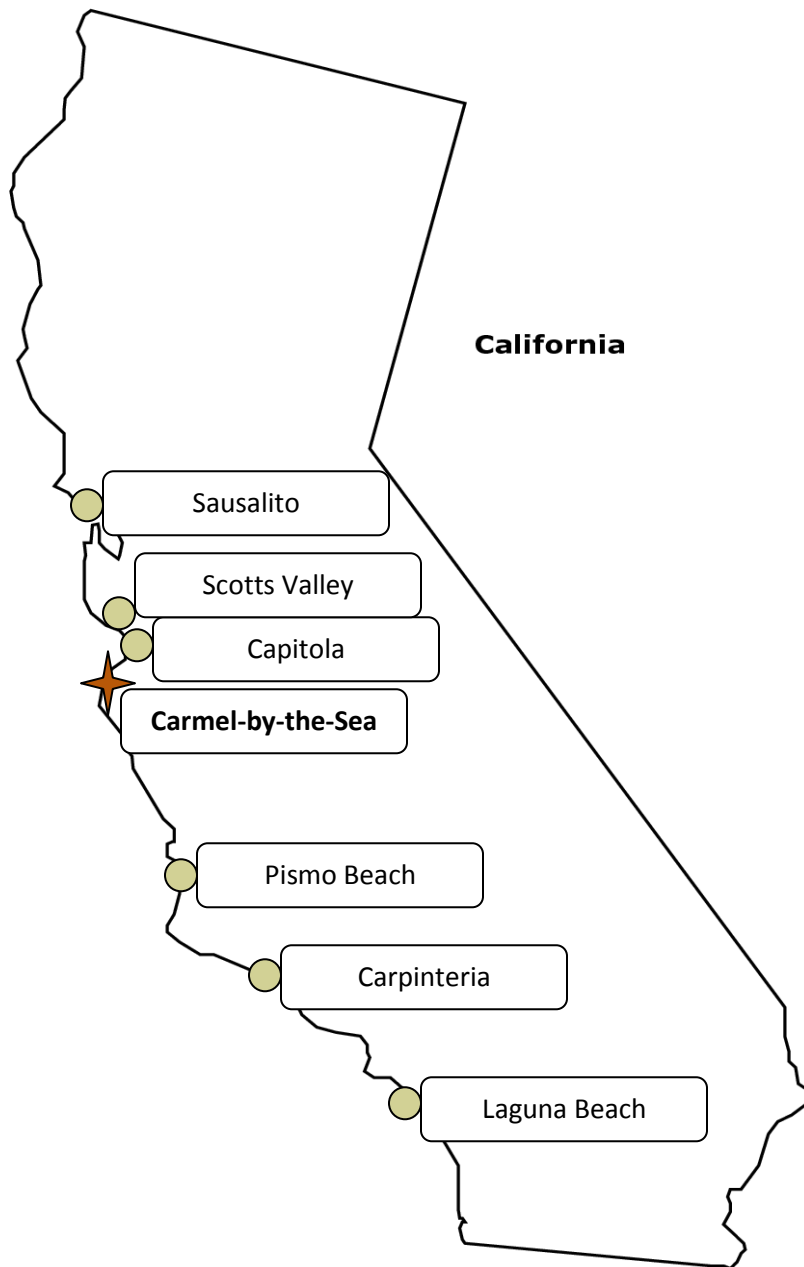 California
Sausalito
Scotts Valley
Capitola
Carmel-by-the-Sea
Pismo Beach
Carpinteria
Laguna Beach